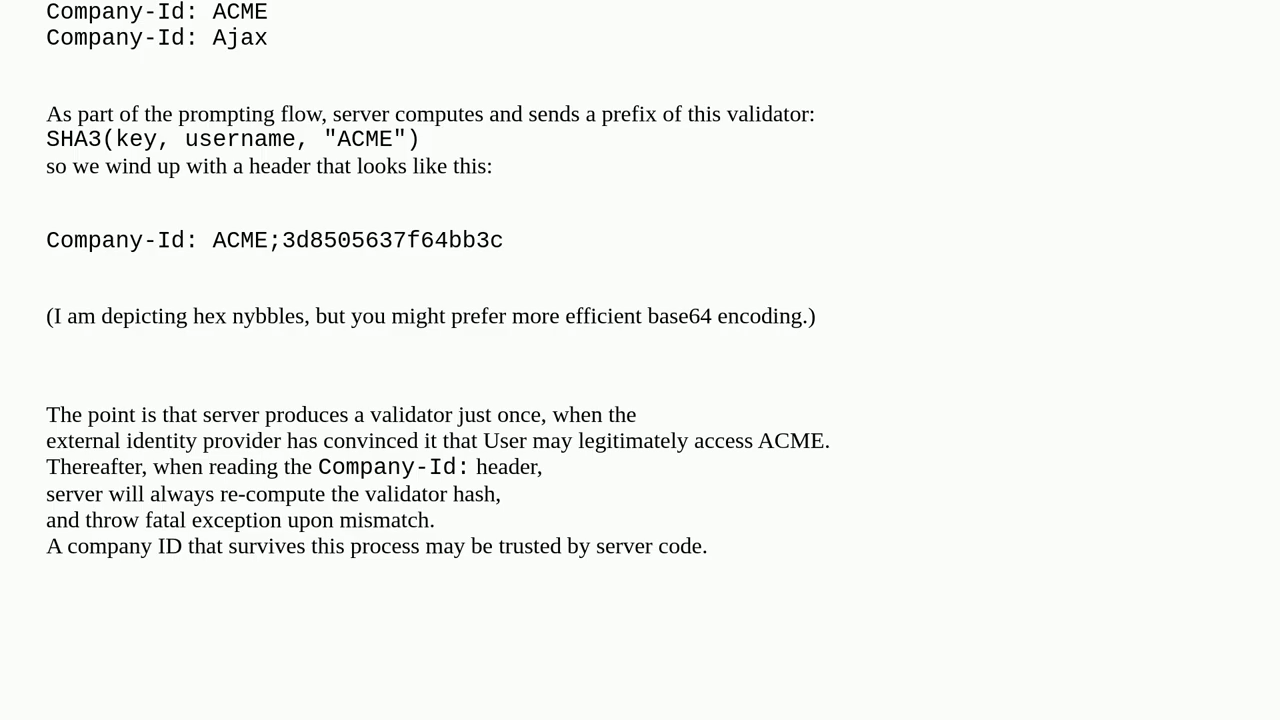 Company-Id: ACME
Company-Id: Ajax
As part of the prompting flow, server computes and sends a prefix of this validator:
SHA3(key, username, "ACME")
so we wind up with a header that looks like this:
Company-Id: ACME;3d8505637f64bb3c
(I am depicting hex nybbles, but you might prefer more efficient base64 encoding.)
The point is that server produces a validator just once, when the
external identity provider has convinced it that User may legitimately access ACME.
Thereafter, when reading the Company-Id: header,
server will always re-compute the validator hash,
and throw fatal exception upon mismatch.
A company ID that survives this process may be trusted by server code.